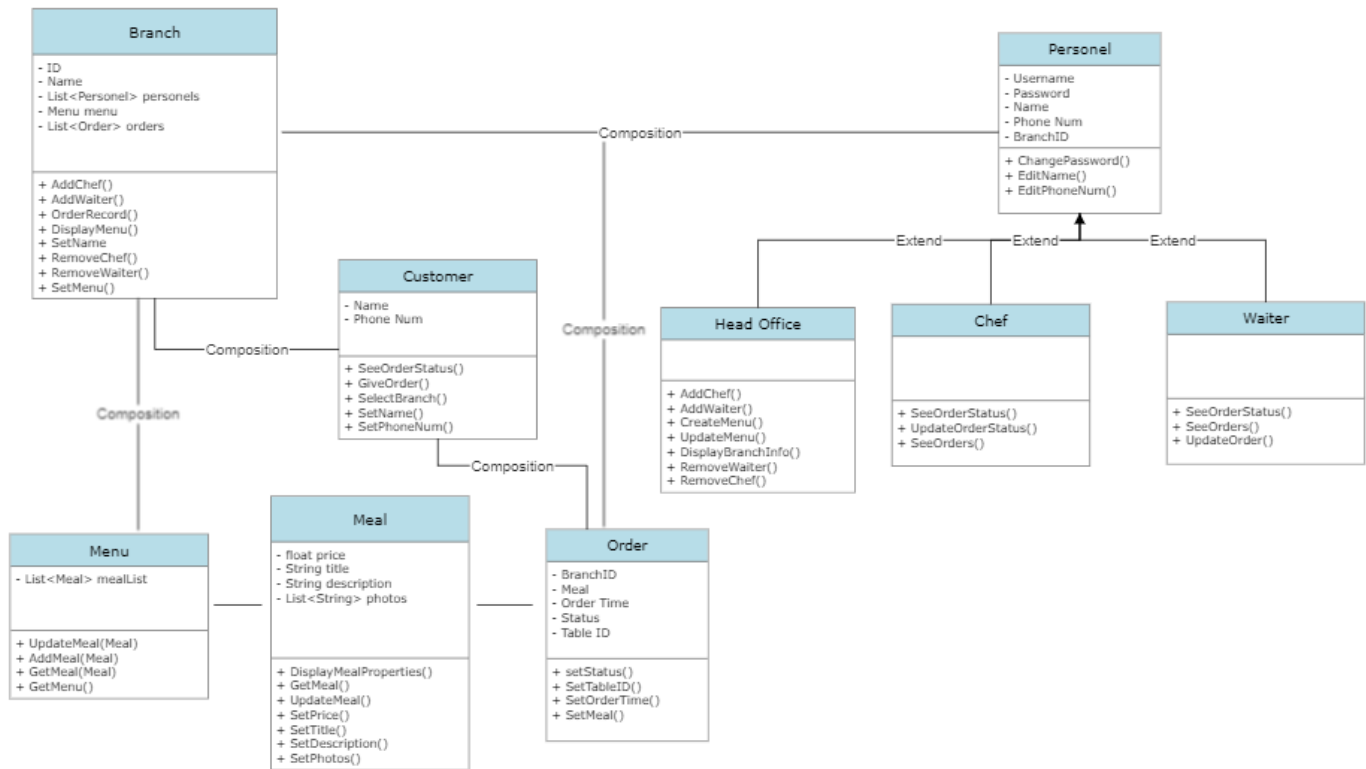 Branch
- ID
- Name
- List<Personel> personels
- Menu menu
- List<Order> orders
+ AddChef()
+ AddWaiter()
+ OrderRecord()
+ DisplayMenu()
+ SetName
+ RemoveChef()
+ RemoveWaiter()
+ SetMenu()
Composition
Personel
- Username
- Password
- Name
- Phone Num
- BranchID
+ ChangePassword()
+ EditName()
+ EditPhoneNum()
Extend
Extend
Extend
Customer
- Name
- Phone Num
+ SeeOrderStatus()
+ GiveOrder()
+ SelectBranch()
+ SetName()
+ SetPhoneNum()
Composition
Composition
Composition
Composition
Head Office
+ AddChef()
+ AddWaiter()
+ CreateMenu()
+ UpdateMenu()
+ DisplayBranchInfo()
+ RemoveWaiter()
+ RemoveChef()
Chef
+ SeeOrderStatus()
+ UpdateOrderStatus()
+ SeeOrders()
Waiter
+ SeeOrderStatus()
+ SeeOrders()
+ UpdateOrder()
Menu
- List<Meal> mealList
+ UpdateMeal(Meal)
+ AddMeal(Meal)
+ GetMeal(Meal)
+ GetMenu()
Meal
- float price
- String title
- String description
- List<String> photos
+ DisplayMealProperties()
+ GetMeal()
+ UpdateMeal()
+ SetPrice()
+ SetTitle()
+ SetDescription()
+ SetPhotos()
Order
- BranchID
- Meal
- Order Time
- Status
- Table ID
+ setStatus()
+ SetTableID()
+ SetOrderTime()
+ SetMeal()